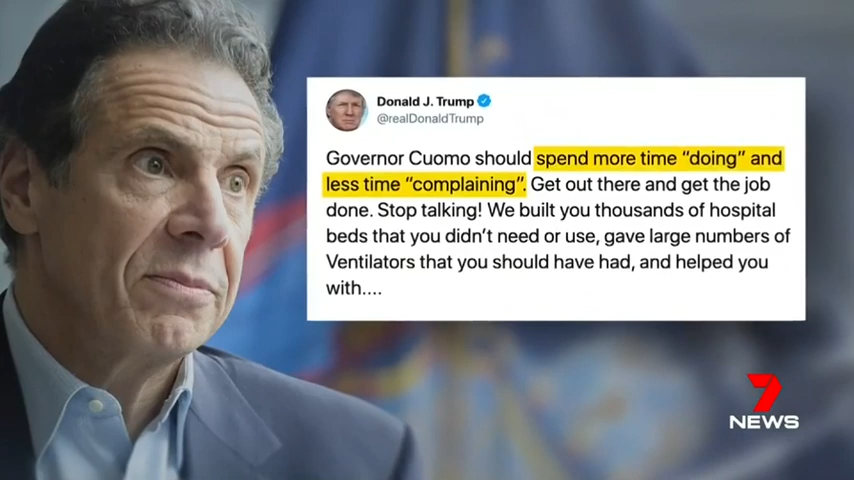 Donald J. Trump
@realDonaldTrump
Governor Cuomo should spend more time “doing” and
less time “complaining”. Get out there and get the job
done. Stop talking! We built you thousands of hospital
beds that you didn’t need or use, gave large numbers of
Ventilators that you should have had, and helped you
with....
7
NEWS